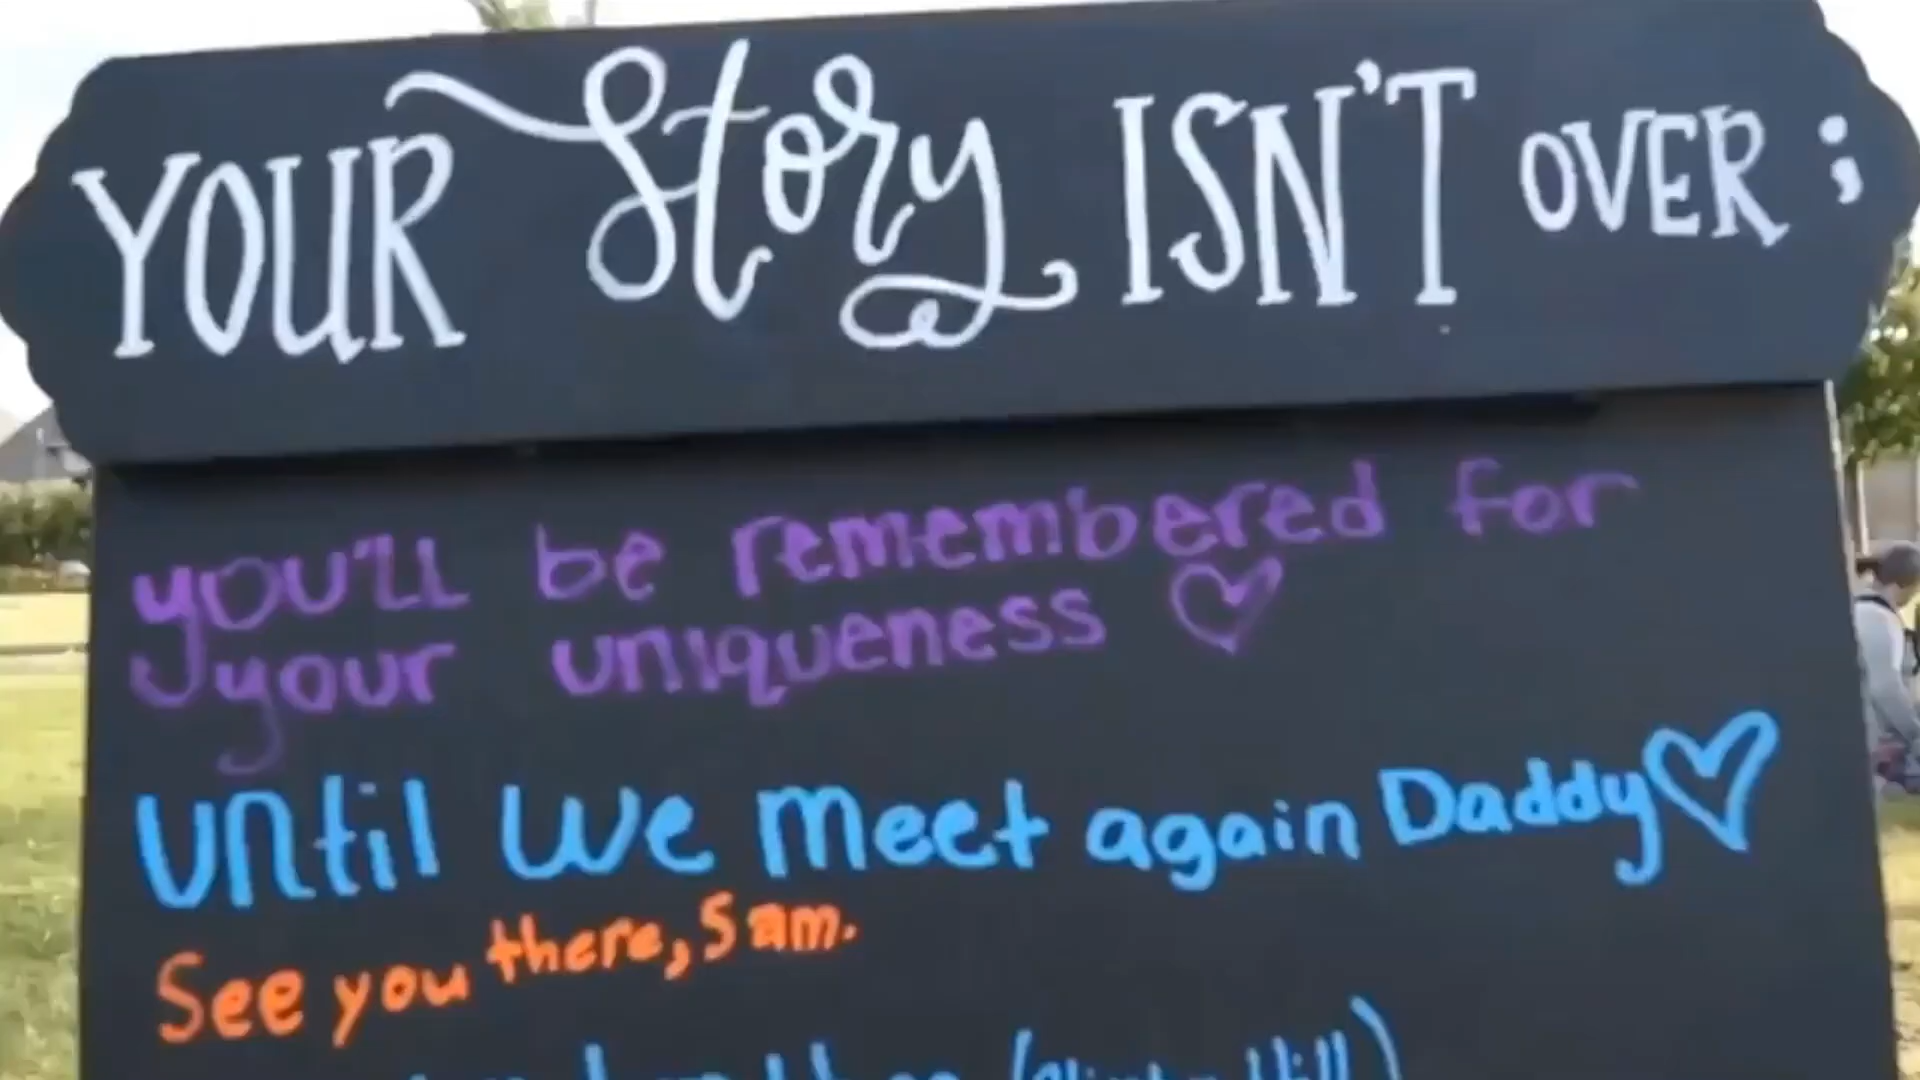 YOUR Story ISN'T OVER ;
you'll be remembered for
your uniqueness
until we meet again Daddy
See you there, Sam.